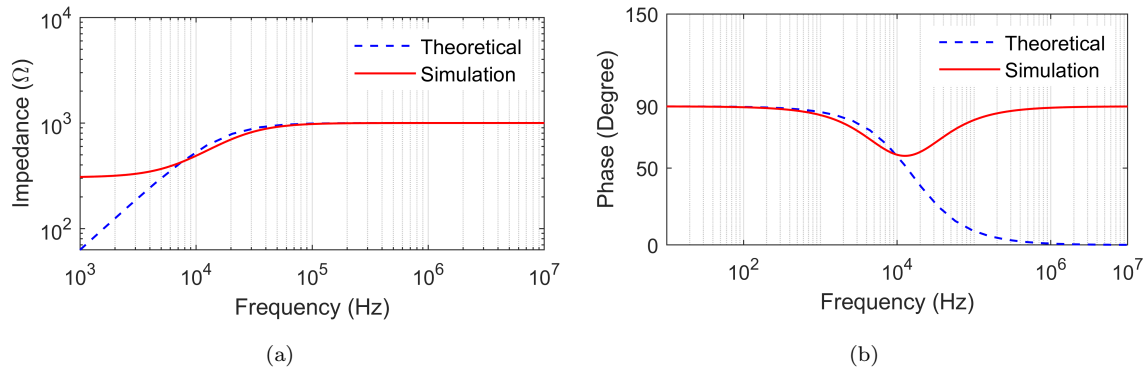 10^4
10^3
10^2
Impedance (Ω)
Theoretical
Simulation
10^3 10^4 10^5 10^6 10^7
Frequency (Hz)
(a)
150
90
50
0
Phase (Degree)
Theoretical
Simulation
10^2 10^4 10^6 10^7
Frequency (Hz)
(b)